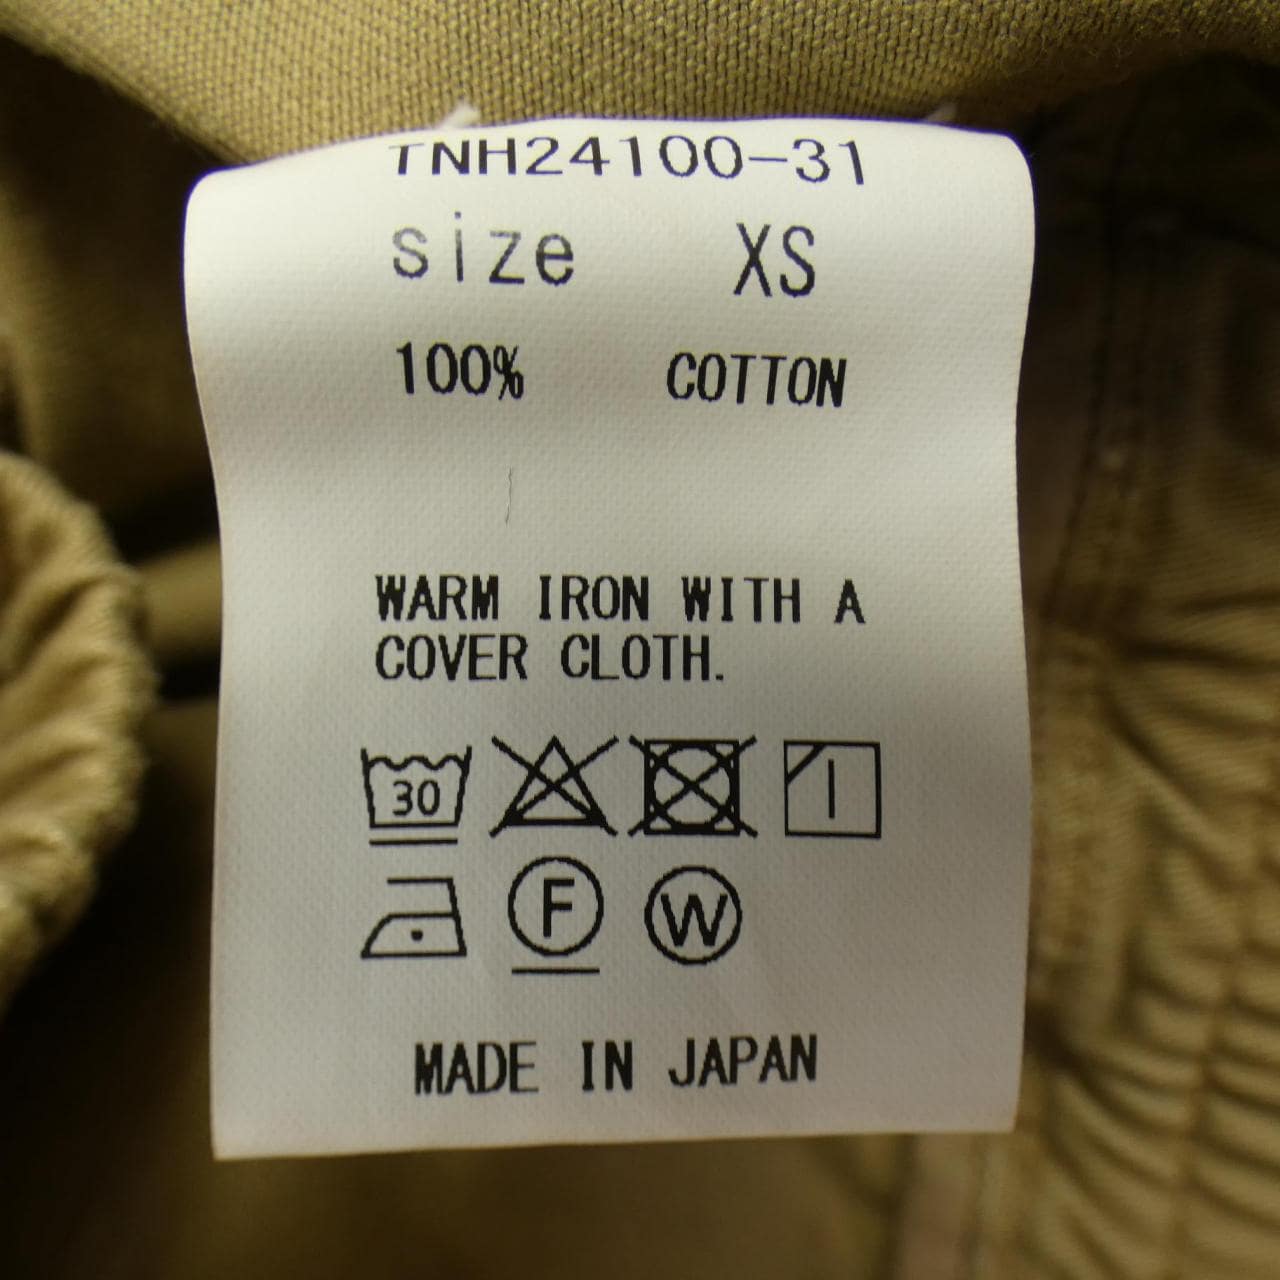 TNH24100-31
size XS
100% COTTON
WARM IRON WITH A
COVER CLOTH.
30
F W
MADE IN JAPAN